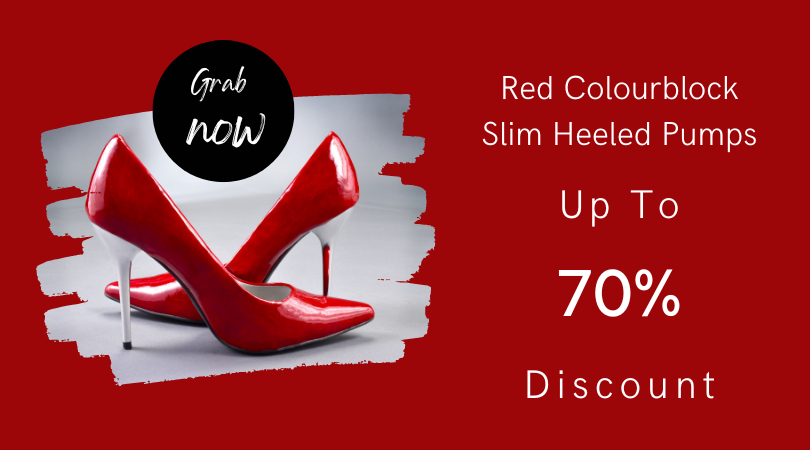 Grab
now
Red Colourblock
Slim Heeled Pumps
Up To
70%
Discount